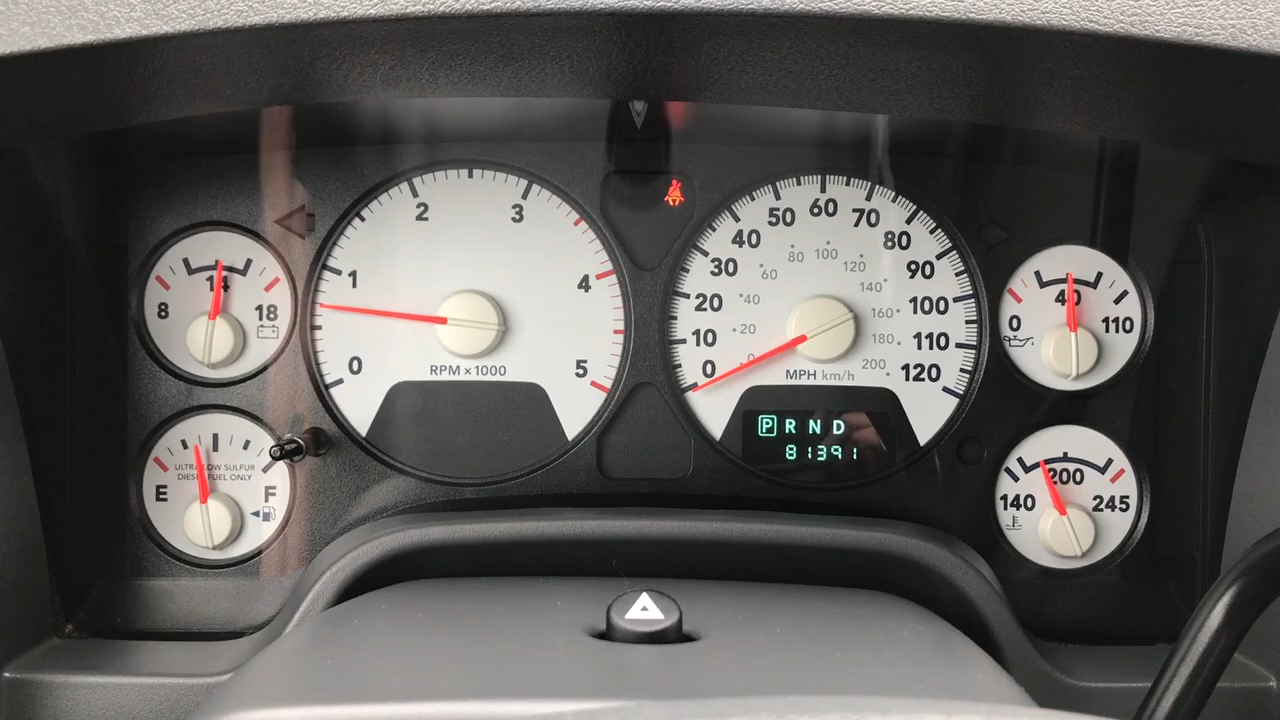 8 14 18
ULTRA LOW SULFUR
DIESEL FUEL ONLY
E F
0 1 2 3 4 5
RPM x 1000
0 10 20 30 40 50 60 70 80 90 100 110 120
0 20 40 60 80 100 120 140 160 180 200
MPH km/h
P R N D
81391
0 40 110
140 200 245